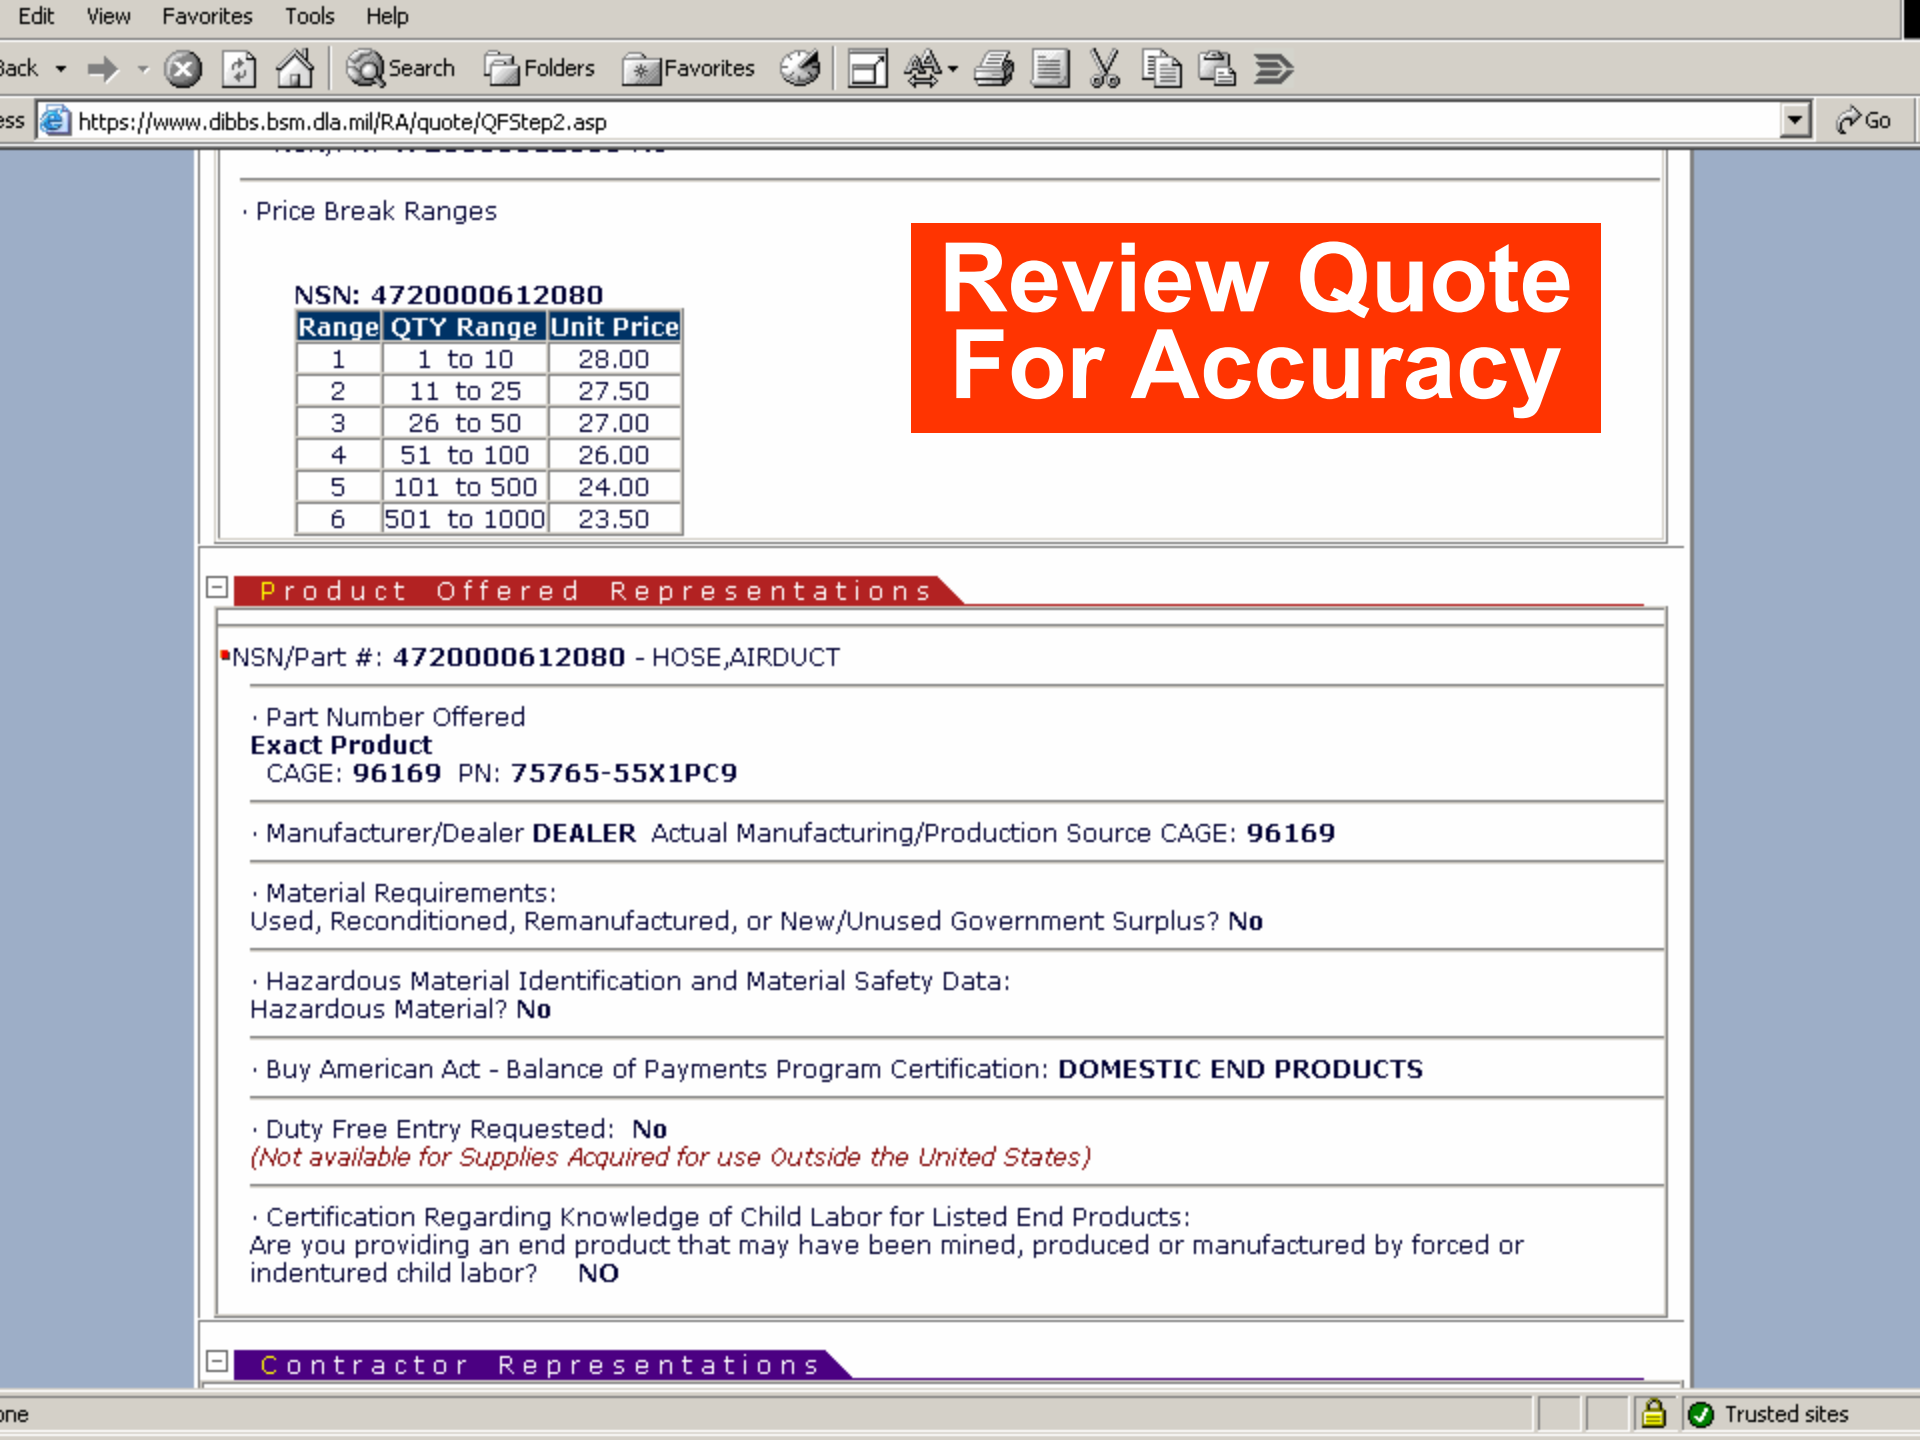 Edit View Favorites Tools Help
Back Search Folders Favorites
https://www.dibbs.bsm.dla.mil/RA/quote/QFStep2.asp Go
· Price Break Ranges
Review Quote
For Accuracy
NSN: 4720000612080
Range QTY Range Unit Price
1 1 to 10 28.00
2 11 to 25 27.50
3 26 to 50 27.00
4 51 to 100 26.00
5 101 to 500 24.00
6 501 to 1000 23.50
Product Offered Representations
NSN/Part #: 4720000612080 - HOSE,AIRDUCT
· Part Number Offered
Exact Product
CAGE: 96169 PN: 75765-55X1PC9
· Manufacturer/Dealer DEALER Actual Manufacturing/Production Source CAGE: 96169
· Material Requirements:
Used, Reconditioned, Remanufactured, or New/Unused Government Surplus? No
· Hazardous Material Identification and Material Safety Data:
Hazardous Material? No
· Buy American Act - Balance of Payments Program Certification: DOMESTIC END PRODUCTS
· Duty Free Entry Requested: No
(Not available for Supplies Acquired for use Outside the United States)
· Certification Regarding Knowledge of Child Labor for Listed End Products:
Are you providing an end product that may have been mined, produced or manufactured by forced or
indentured child labor? NO
Contractor Representations
Trusted sites